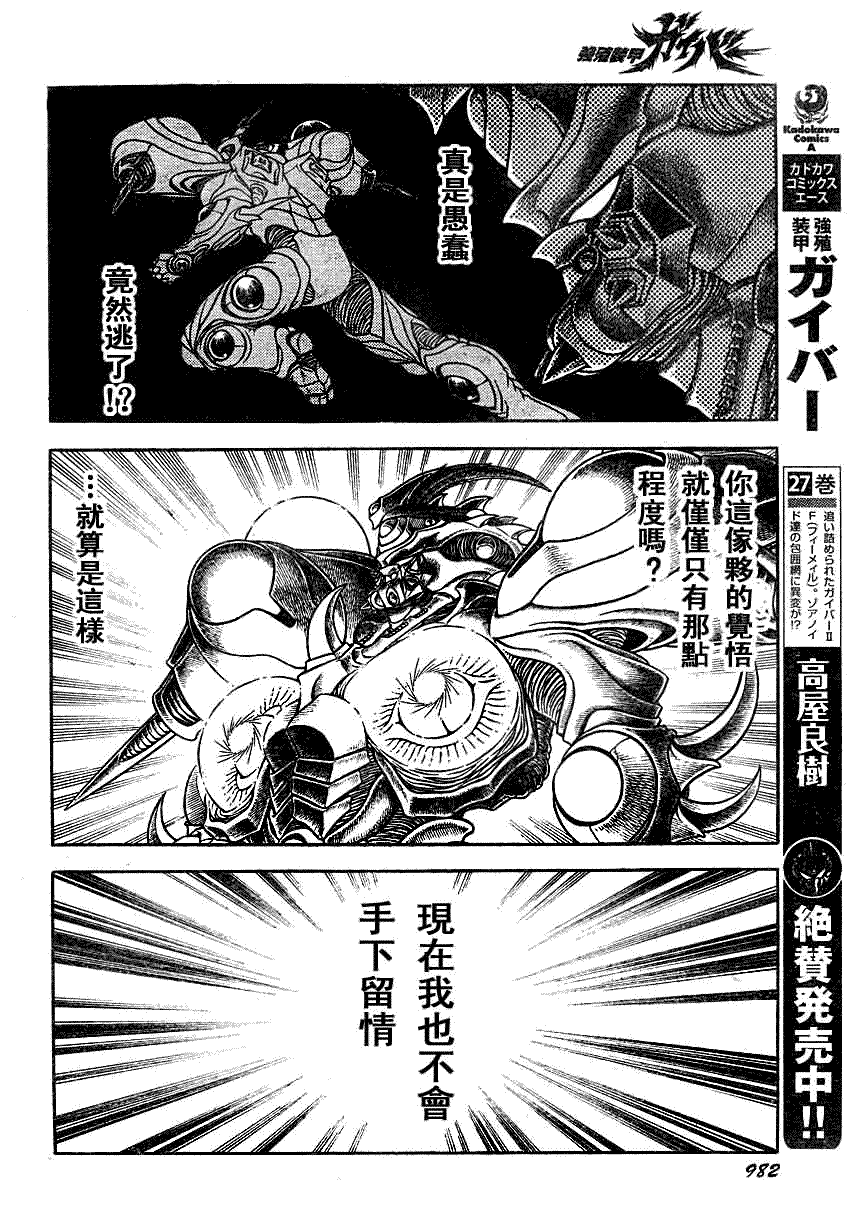 強殖装甲ガイバー
真是愚蠢
竟然逃了!?
你這傢夥的覺悟
就僅僅只有那點
程度嗎?
…就算是這樣
現在我也不會
手下留情
Kadokawa
Comics
A
カドカワ
コミックス
エース
強殖
装甲
ガイバー
27巻
追い詰められたガイバーⅡ
F(フィーメイル)。ゾアノイ
ド達の包囲網に異変が!?
高屋良樹
絶賛発売中!!
982